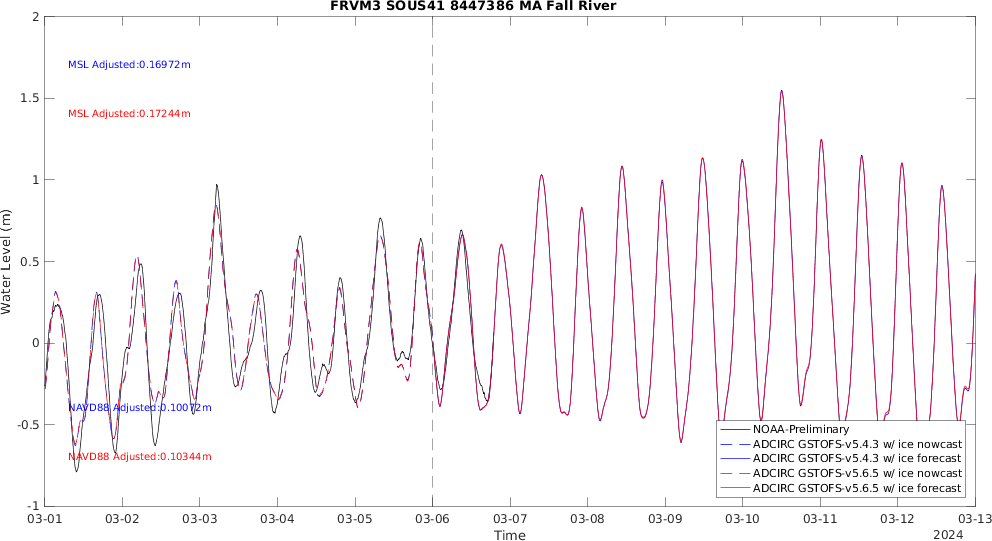 FRVM3 SOUS41 8447386 MA Fall River
2
1.5
1
0.5
0
-0.5
-1
Water Level (m)
MSL Adjusted:0.16972m
MSL Adjusted:0.17244m
NAVD88 Adjusted:0.10072m
NAVD88 Adjusted:0.10344m
NOAA-Preliminary
ADCIRC GSTOFS-v5.4.3 w/ ice nowcast
ADCIRC GSTOFS-v5.4.3 w/ ice forecast
ADCIRC GSTOFS-v5.6.5 w/ ice nowcast
ADCIRC GSTOFS-v5.6.5 w/ ice forecast
03-01 03-02 03-03 03-04 03-05 03-06 03-07 03-08 03-09 03-10 03-11 03-12 03-13
Time
2024